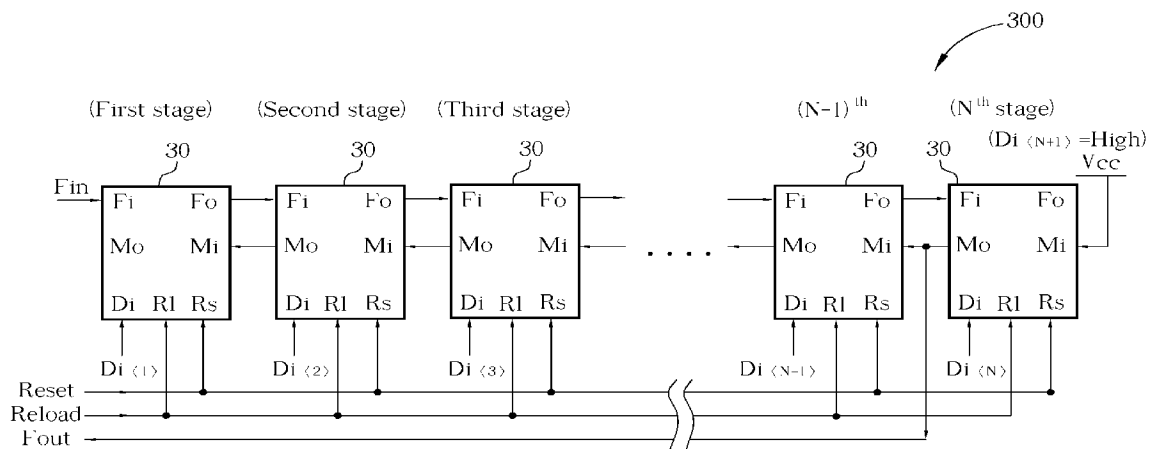 300
(First stage) (Second stage) (Third stage) (N-1) th (N th stage)
30 30 30 30 30 (Di ⟨N+1⟩ =High)
Vcc
Fin Fi Fo Fi Fo Fi Fo Fi Fo Fi Fo
Mo Mi Mo Mi Mo Mi . . . . Mo Mi Mo Mi
Di Rl Rs Di Rl Rs Di Rl Rs Di Rl Rs Di Rl Rs
Di ⟨1⟩ Di ⟨2⟩ Di ⟨3⟩ Di ⟨N-1⟩ Di ⟨N⟩
Reset
Reload
Fout